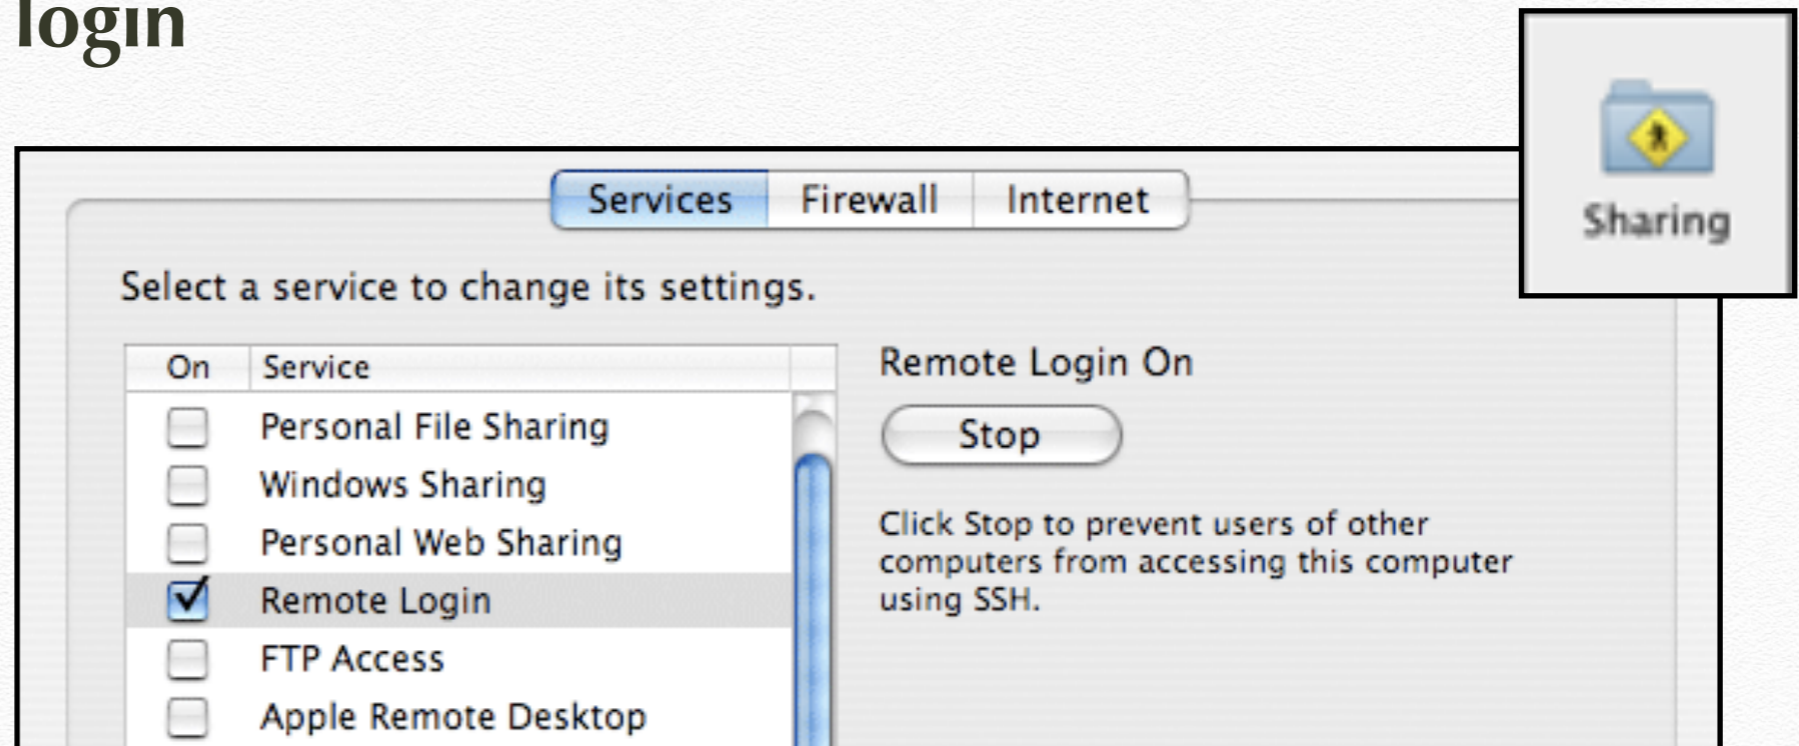 login
Sharing
Services Firewall Internet
Select a service to change its settings.
On Service
Personal File Sharing
Windows Sharing
Personal Web Sharing
Remote Login
FTP Access
Apple Remote Desktop
Remote Login On
Stop
Click Stop to prevent users of other
computers from accessing this computer
using SSH.